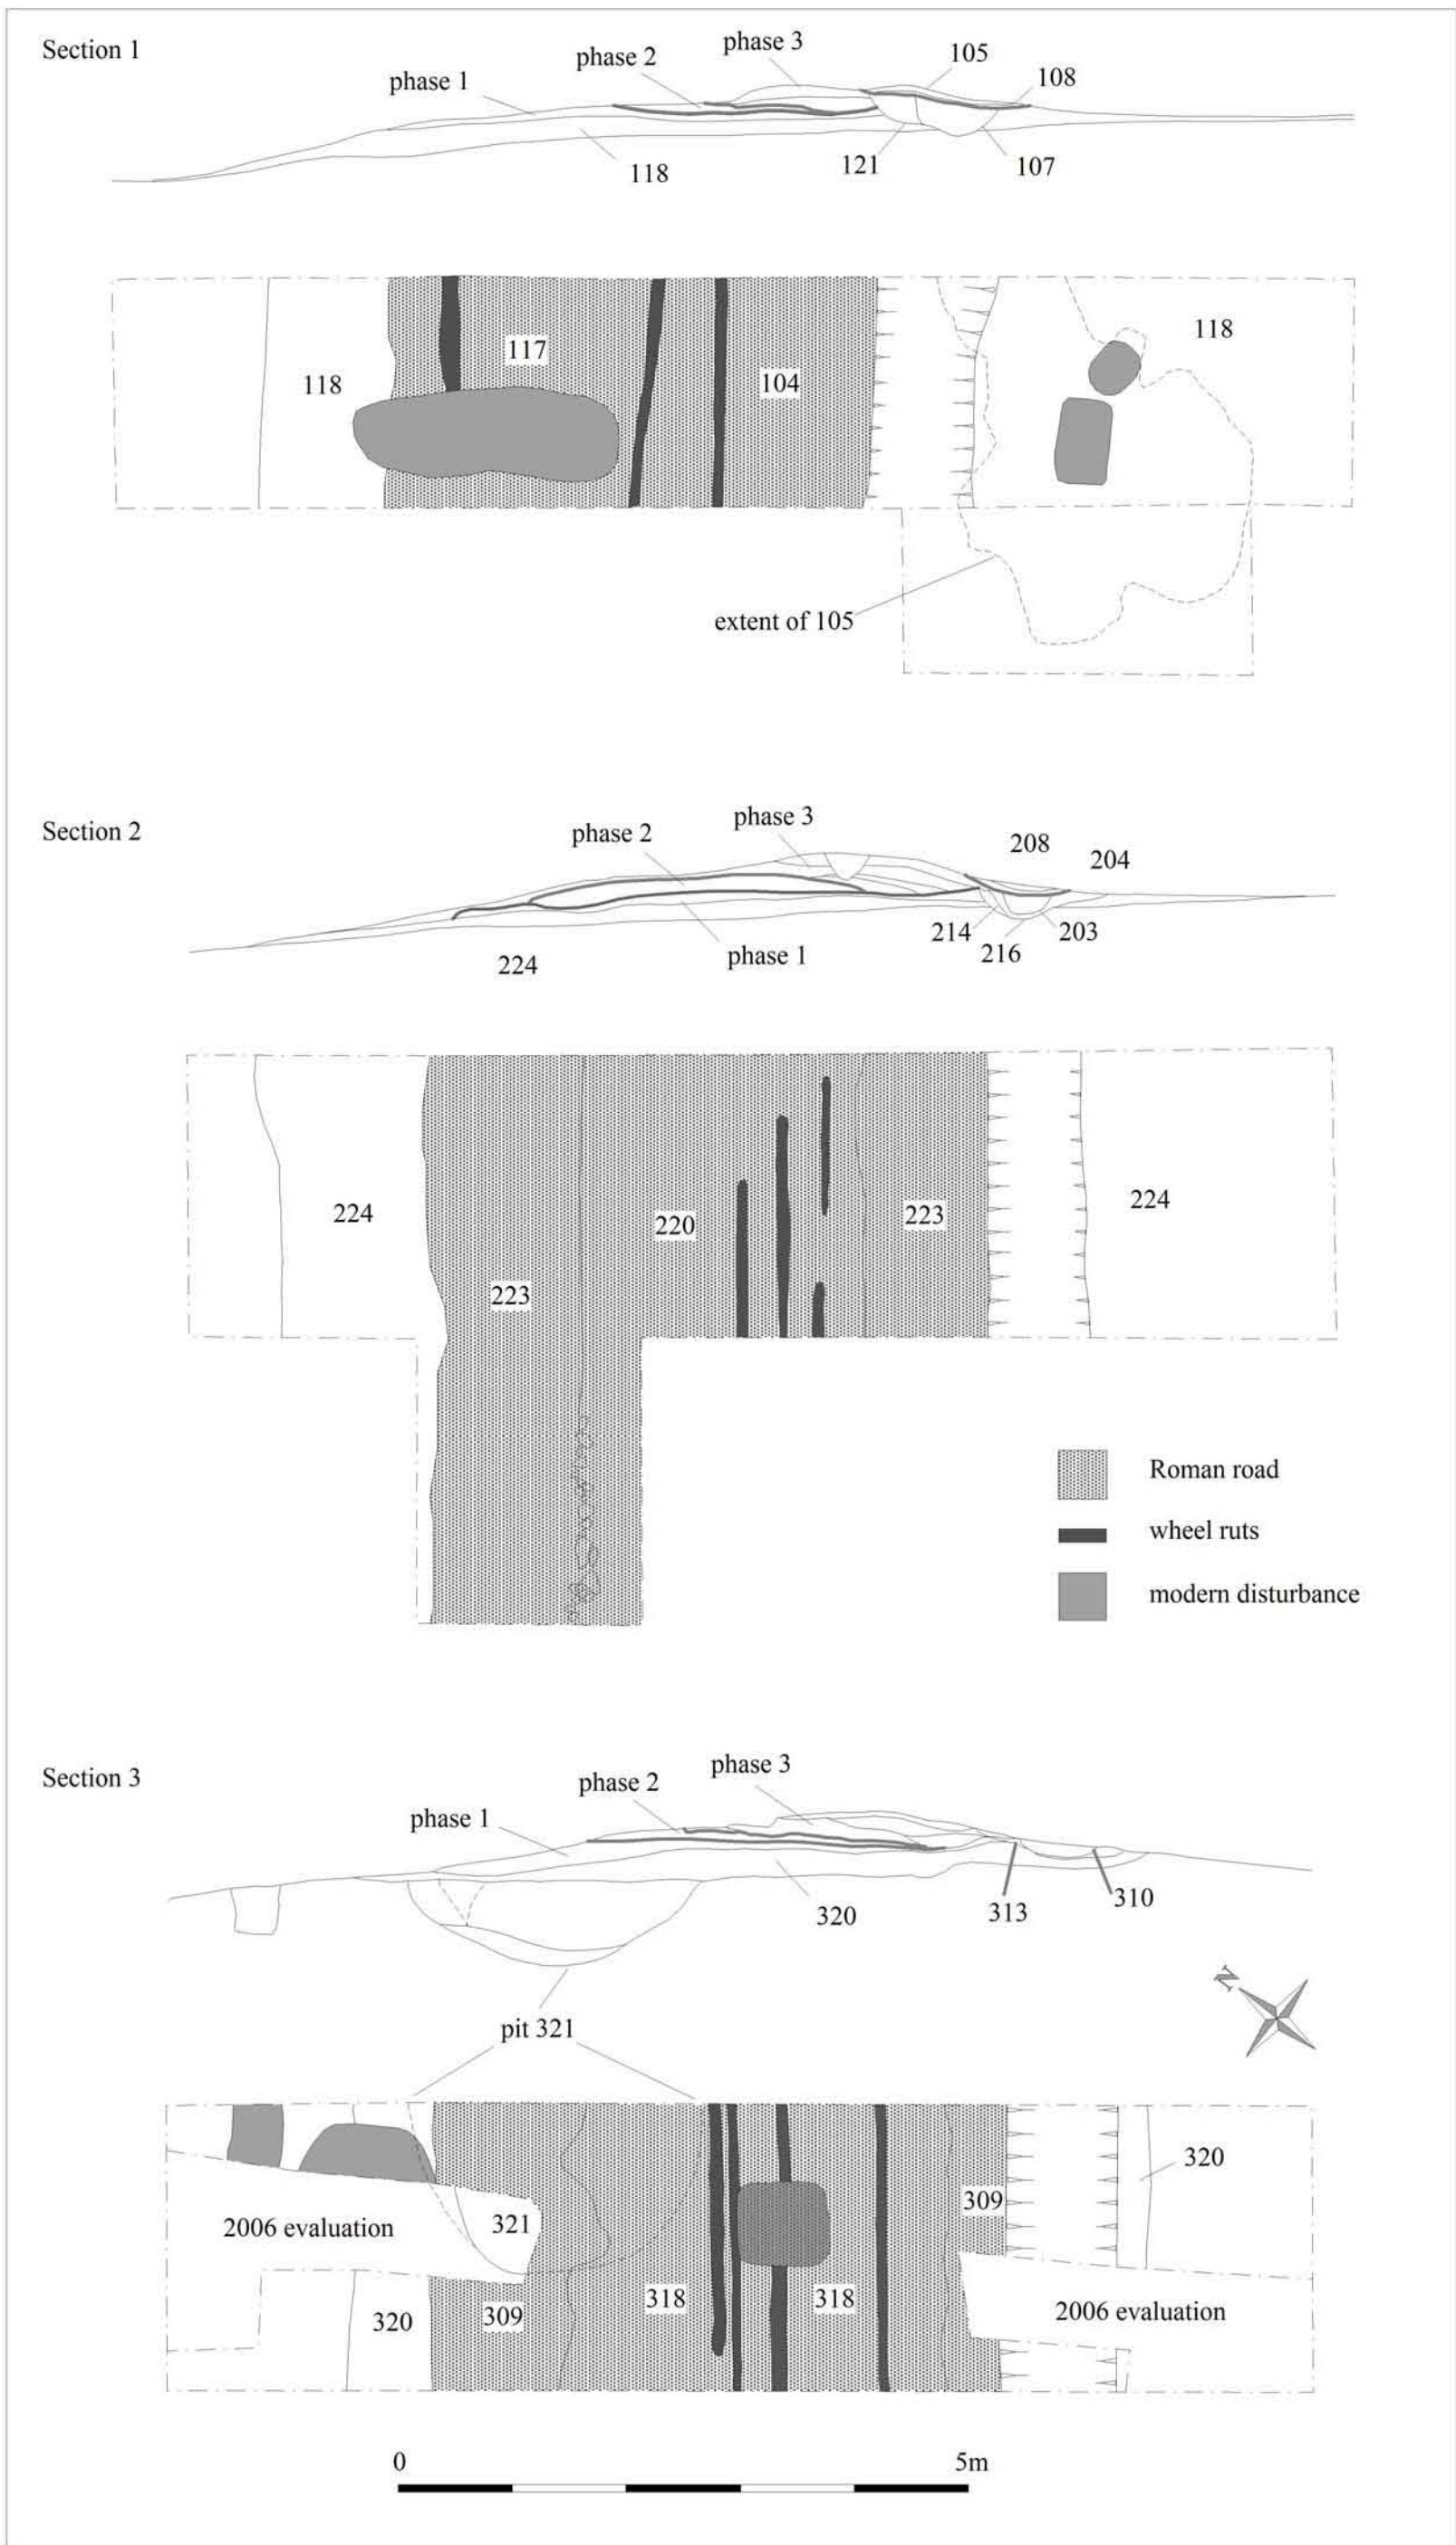 Section 1
phase 1
phase 2
phase 3
105
108
118
121
107
117
118
104
118
extent of 105
Section 2
phase 2
phase 3
208
204
214
216
203
phase 1
224
224
220
223
224
223
Roman road
wheel ruts
modern disturbance
Section 3
phase 1
phase 2
phase 3
320
313
310
N
pit 321
320
309
2006 evaluation
321
318
318
320
309
2006 evaluation
0 5m